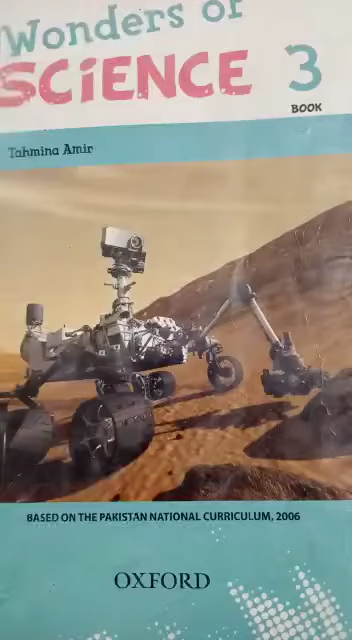 Wonders of
SCIENCE 3
BOOK
Tahmina Amir
BASED ON THE PAKISTAN NATIONAL CURRICULUM, 2006
OXFORD